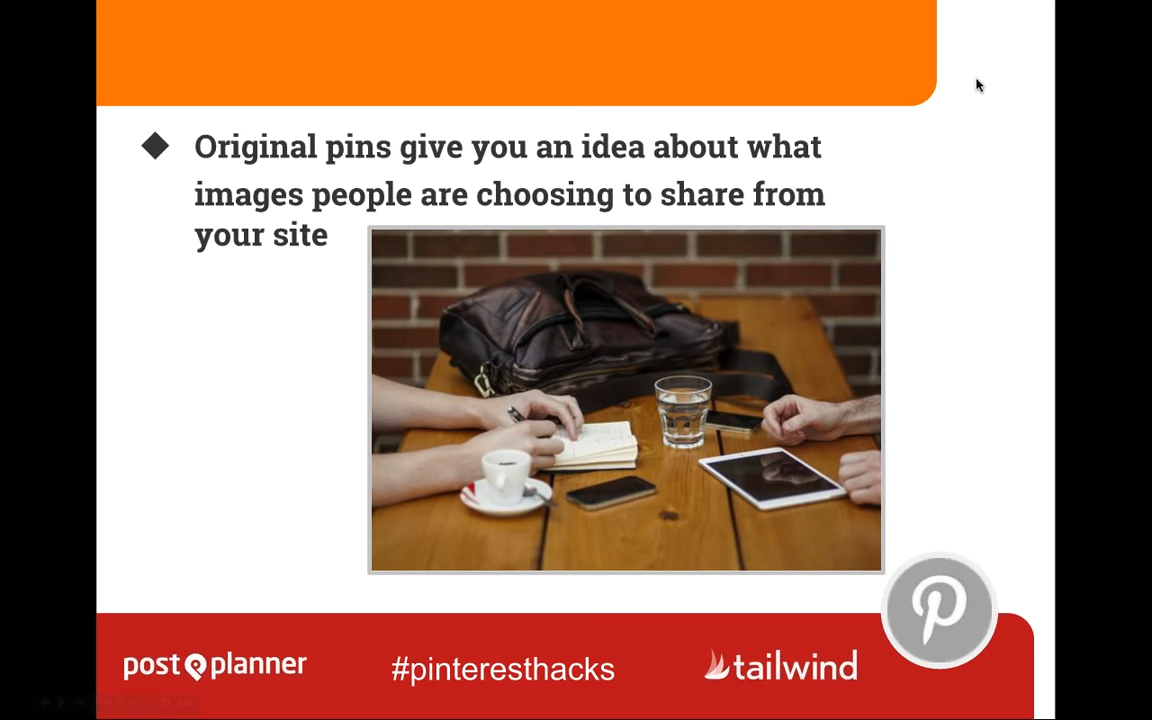 Original pins give you an idea about what
images people are choosing to share from
your site
post planner
#pinteresthacks
tailwind